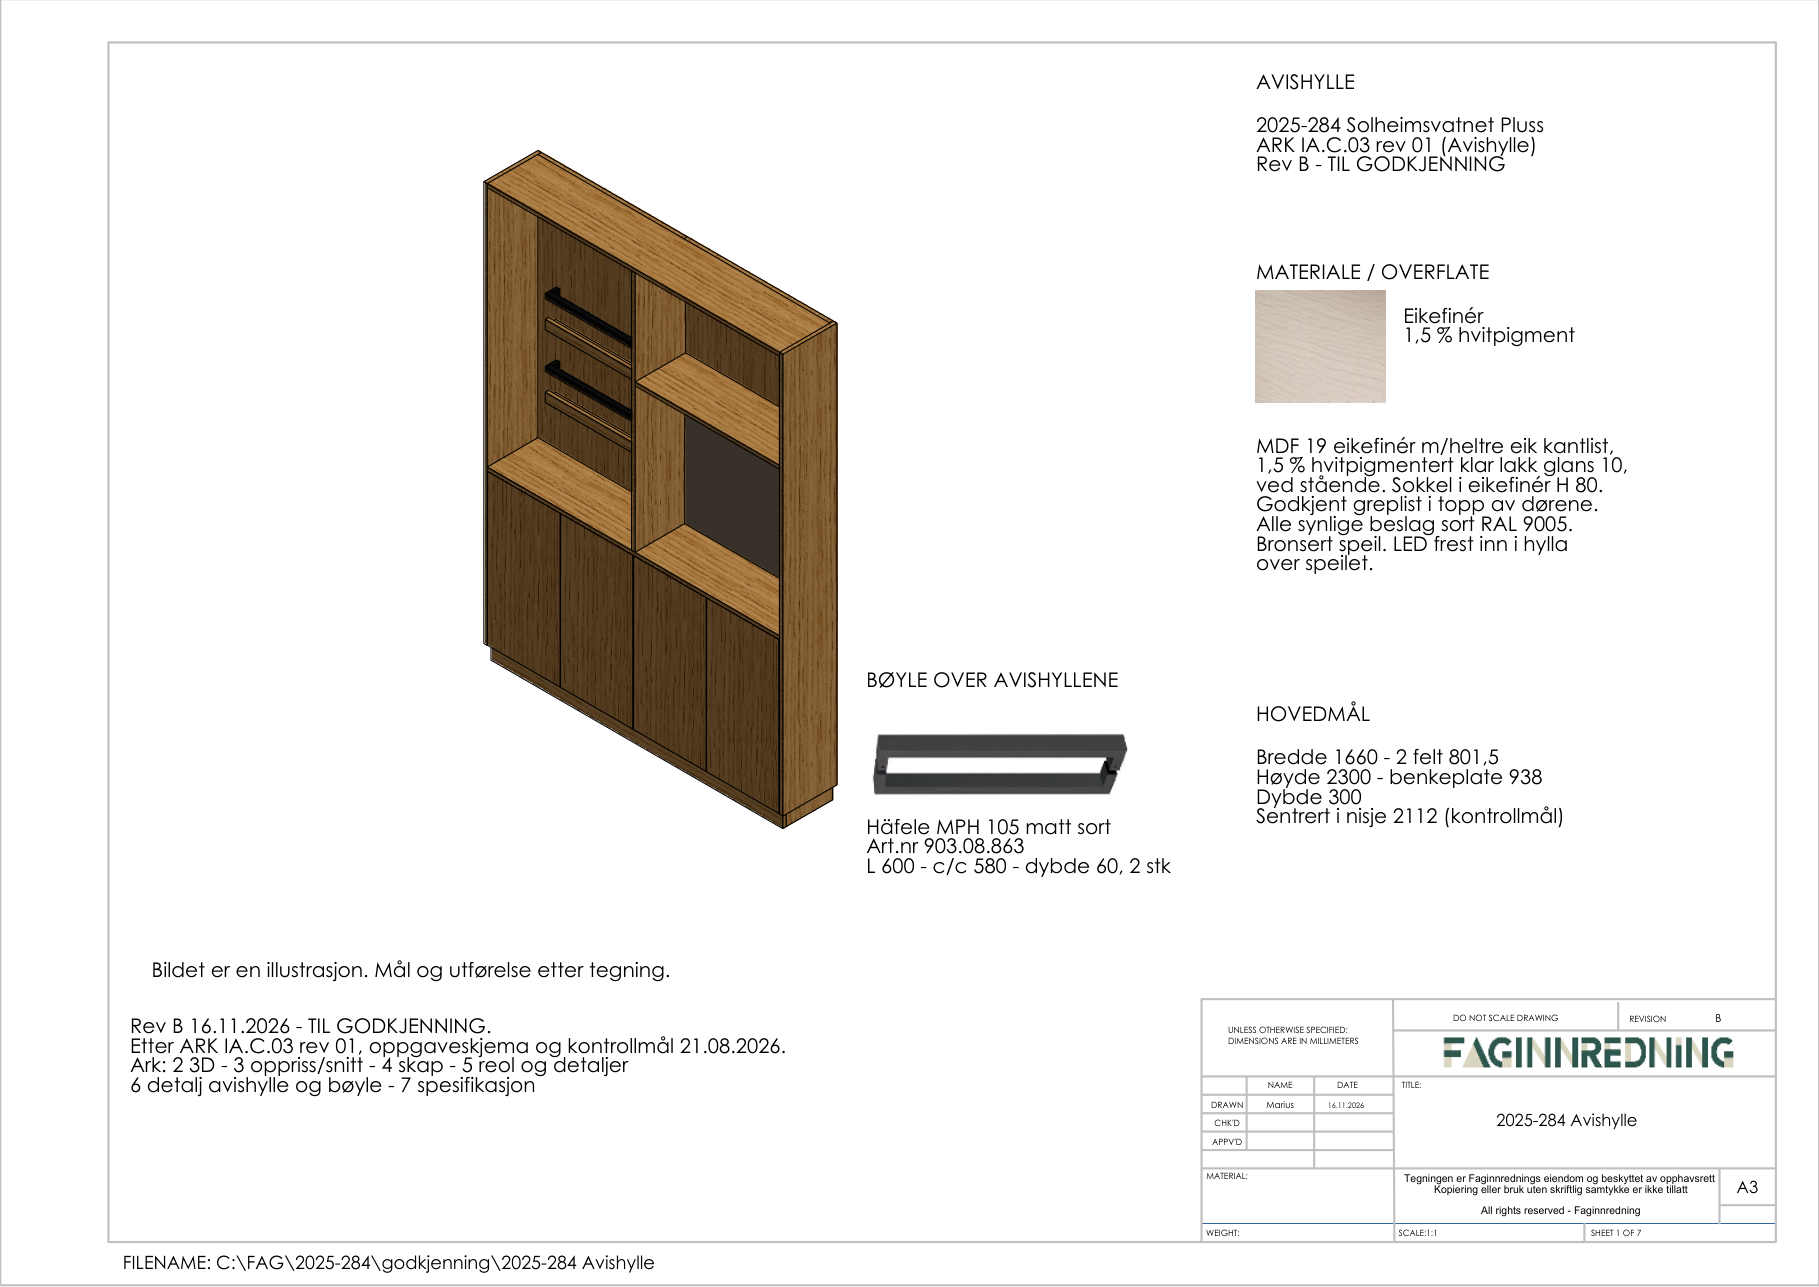 AVISHYLLE
2025-284 Solheimsvatnet Pluss
ARK IA.C.03 rev 01 (Avishylle)
Rev B - TIL GODKJENNING
MATERIALE / OVERFLATE
Eikefinér
1,5 % hvitpigment
MDF 19 eikefinér m/heltre eik kantlist,
1,5 % hvitpigmentert klar lakk glans 10,
ved stående. Sokkel i eikefinér H 80.
Godkjent greplist i topp av dørene.
Alle synlige beslag sort RAL 9005.
Bronsert speil. LED frest inn i hylla
over speilet.
BØYLE OVER AVISHYLLENE
Häfele MPH 105 matt sort
Art.nr 903.08.863
L 600 - c/c 580 - dybde 60, 2 stk
HOVEDMÅL
Bredde 1660 - 2 felt 801,5
Høyde 2300 - benkeplate 938
Dybde 300
Sentrert i nisje 2112 (kontrollmål)
Bildet er en illustrasjon. Mål og utførelse etter tegning.
Rev B 16.11.2026 - TIL GODKJENNING.
Etter ARK IA.C.03 rev 01, oppgaveskjema og kontrollmål 21.08.2026.
Ark: 2 3D - 3 oppriss/snitt - 4 skap - 5 reol og detaljer
6 detalj avishylle og bøyle - 7 spesifikasjon
UNLESS OTHERWISE SPECIFIED:
DIMENSIONS ARE IN MILLIMETERS
DO NOT SCALE DRAWING
REVISION B
FAGINNREDNING
NAME DATE
DRAWN Marius 16.11.2026
CHK'D
APPV'D
TITLE:
2025-284 Avishylle
MATERIAL:
Tegningen er Faginnrednings eiendom og beskyttet av opphavsrett
Kopiering eller bruk uten skriftlig samtykke er ikke tillatt
All rights reserved - Faginnredning
A3
WEIGHT:
SCALE:1:1
SHEET 1 OF 7
FILENAME: C:\FAG\2025-284\godkjenning\2025-284 Avishylle